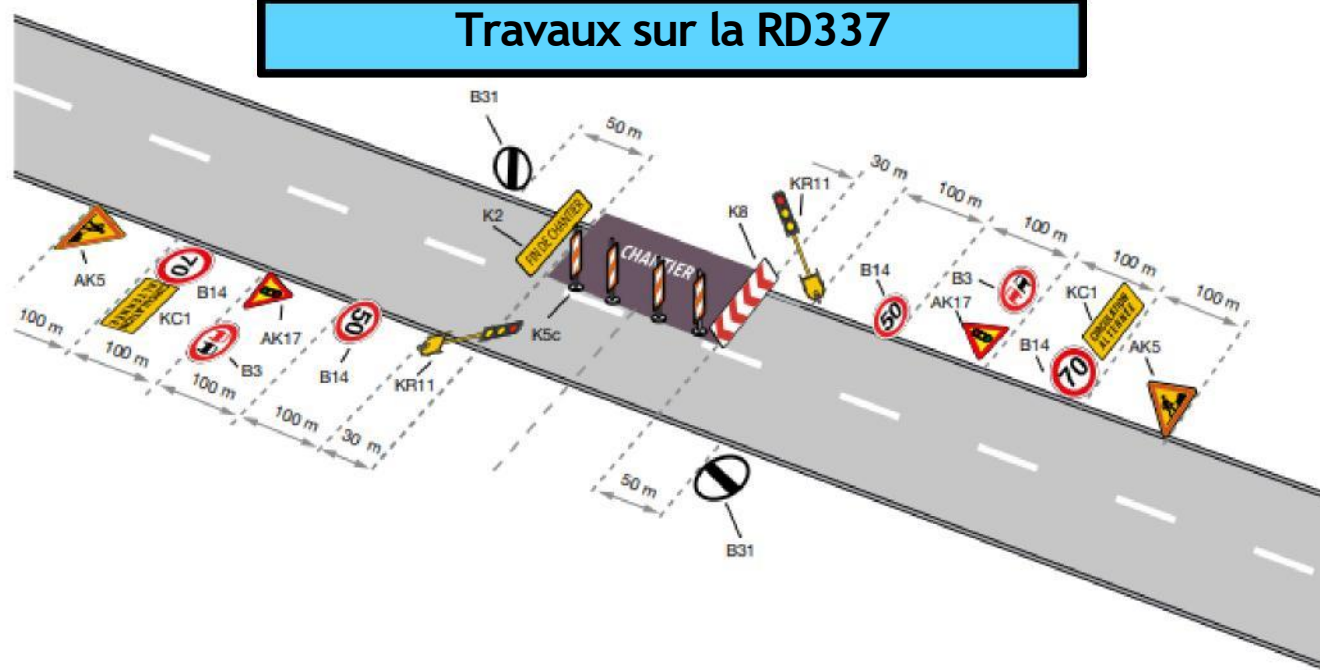 Travaux sur la RD337
B31
50 m
K2
FIN DE CHANTIER
CHANTIER
K8
KR11
30 m
100 m
100 m
100 m
100 m
B14
50
AK17
B3
KC1
CIRCULATION
ALTERNÉE
B14
70
AK5
AK5
70
B14
KC1
B3
AK17
50
B14
KR11
K5c
100 m
100 m
100 m
100 m
30 m
50 m
B31